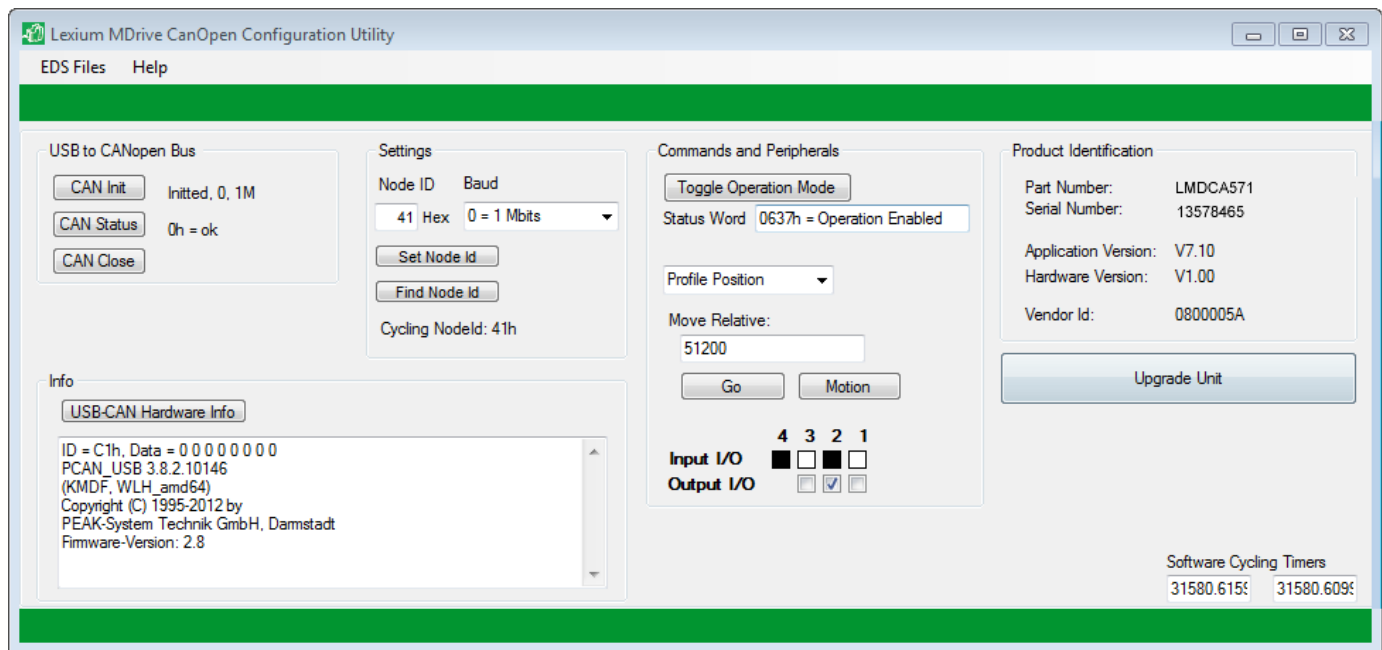 Lexium MDrive CanOpen Configuration Utility
EDS Files Help
USB to CANopen Bus
CAN Init Initted, 0, 1M
CAN Status 0h = ok
CAN Close
Settings
Node ID Baud
41 Hex 0 = 1 Mbits
Set Node Id
Find Node Id
Cycling NodeId: 41h
Info
USB-CAN Hardware Info
ID = C1h, Data = 0 0 0 0 0 0 0 0
PCAN_USB 3.8.2.10146
(KMDF, WLH_amd64)
Copyright (C) 1995-2012 by
PEAK-System Technik GmbH, Darmstadt
Firmware-Version: 2.8
Commands and Peripherals
Toggle Operation Mode
Status Word 0637h = Operation Enabled
Profile Position
Move Relative:
51200
Go Motion
4 3 2 1
Input I/O
Output I/O
Product Identification
Part Number: LMDCA571
Serial Number: 13578465
Application Version: V7.10
Hardware Version: V1.00
Vendor Id: 0800005A
Upgrade Unit
Software Cycling Timers